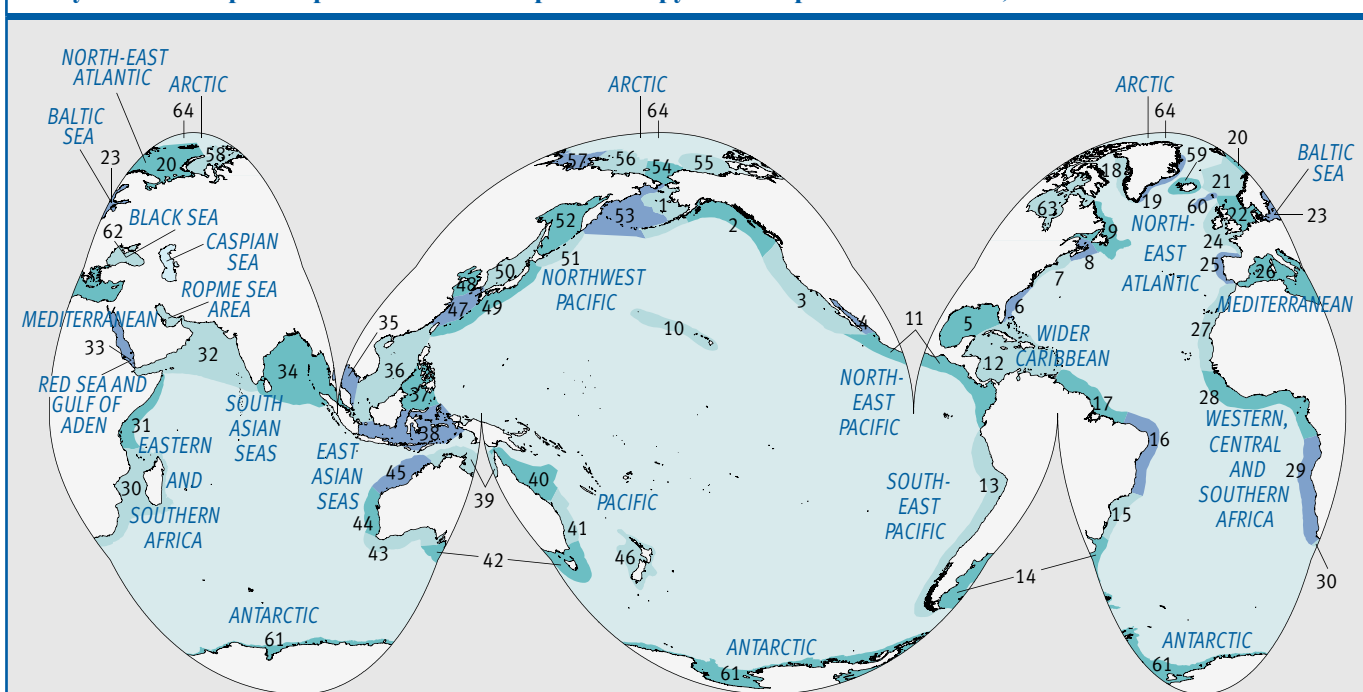 NORTH-EAST
ATLANTIC
ARCTIC
64
BALTIC
SEA
23
20
58
BLACK SEA
62
CASPIAN
SEA
ROPME SEA
AREA
MEDITERRANEAN
33
32
34
RED SEA AND
GULF OF
ADEN
SOUTH
ASIAN
SEAS
31
EASTERN
AND
SOUTHERN
AFRICA
30
ANTARCTIC
61
ARCTIC
64
57
56
54
55
1
53
52
2
51
50
NORTHWEST
PACIFIC
48
47
49
3
4
10
35
36
37
38
EAST
ASIAN
SEAS
45
39
40
44
43
41
42
46
PACIFIC
11
NORTH-
EAST
PACIFIC
SOUTH-
EAST
PACIFIC
13
14
ANTARCTIC
61
ARCTIC
64
20
59
BALTIC
SEA
18
21
63
19
60
22
23
NORTH-
EAST
ATLANTIC
9
24
8
25
26
7
MEDITERRANEAN
6
5
27
WIDER
CARIBBEAN
12
28
17
WESTERN,
CENTRAL
AND
SOUTHERN
AFRICA
16
29
15
30
ANTARCTIC
61